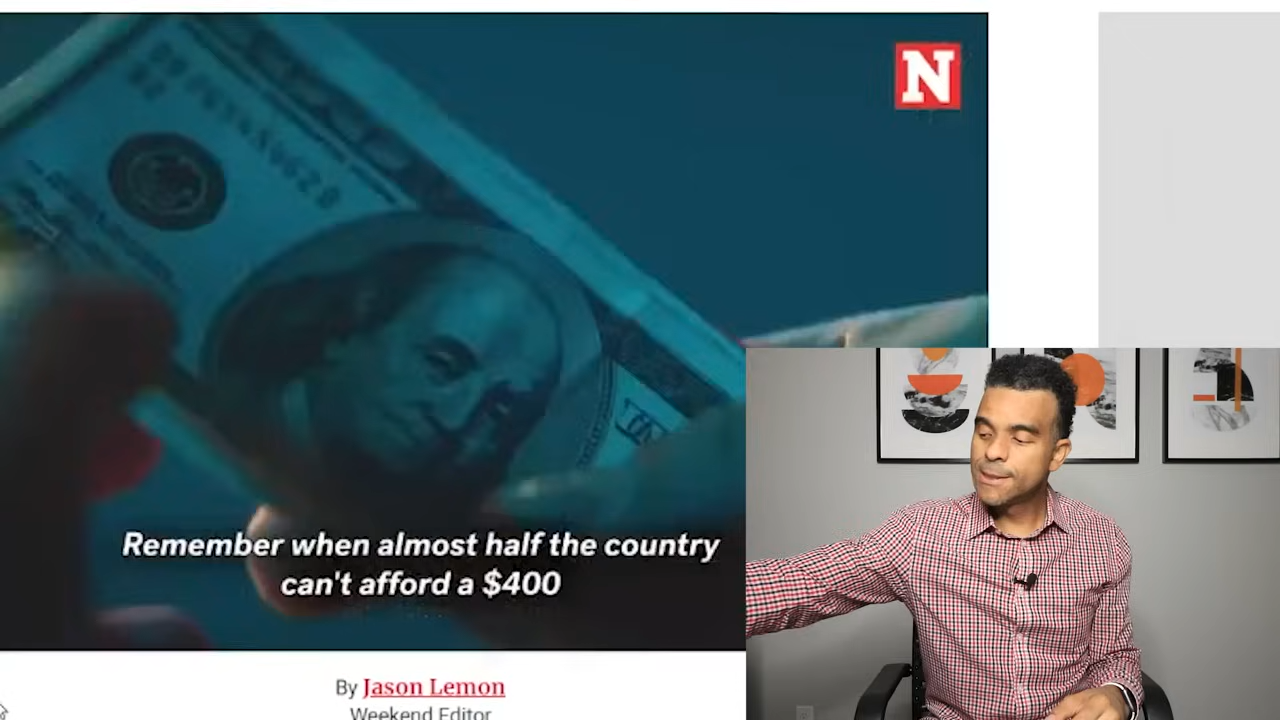 N
Remember when almost half the country
can't afford a $400
By Jason Lemon
Weekend Editor